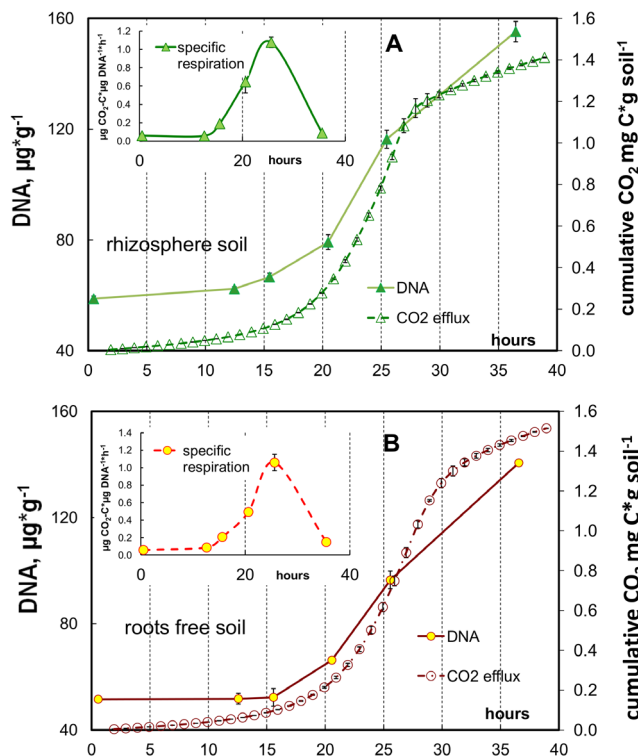 A
DNA, µg*g⁻¹
160
120
80
40
µg CO₂-C*µg DNA⁻¹*h⁻¹
1.4
1.2
1.0
0.8
0.6
0.4
0.2
0.0
specific
respiration
0 20 40
hours
rhizosphere soil
DNA
CO2 efflux
hours
0 5 10 15 20 25 30 35 40
cumulative CO₂ mg C*g soil⁻¹
1.6
1.4
1.2
1.0
0.8
0.6
0.4
0.2
0.0
B
DNA, µg*g⁻¹
160
120
80
40
µg CO₂-C*µg DNA⁻¹*h⁻¹
1.4
1.2
1.0
0.8
0.6
0.4
0.2
0.0
specific
respiration
0 20 40
hours
roots free soil
DNA
CO2 efflux
hours
0 5 10 15 20 25 30 35 40
cumulative CO₂ mg C*g soil⁻¹
1.6
1.4
1.2
1.0
0.8
0.6
0.4
0.2
0.0